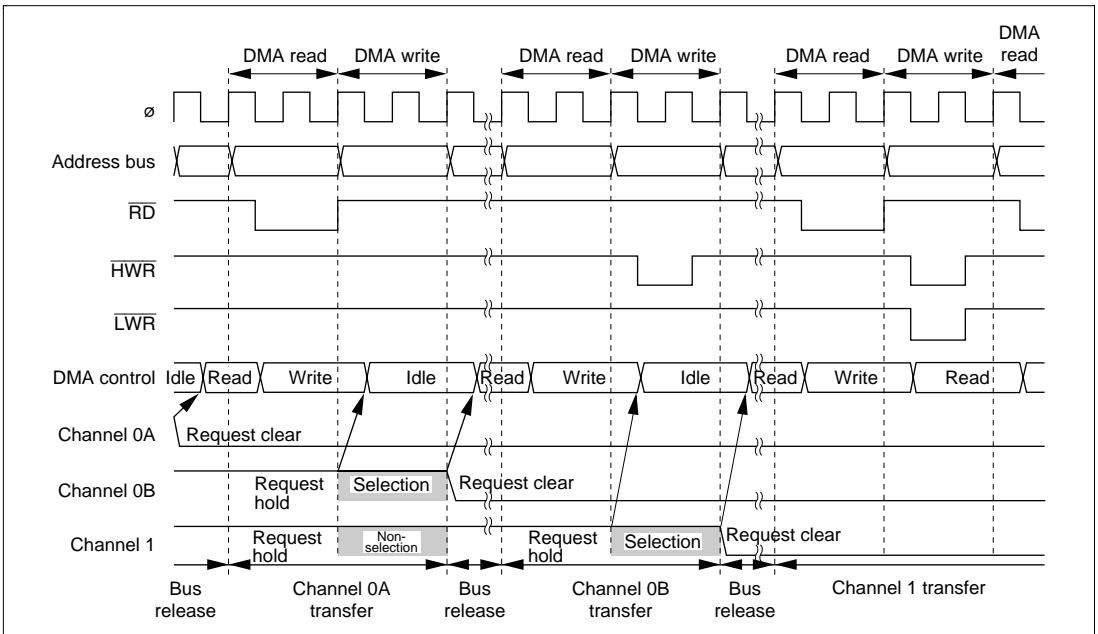 DMA read DMA write DMA read DMA write DMA read DMA write DMA
read
ø
Address bus
RD
HWR
LWR
DMA control Idle Read Write Idle Read Write Idle Read Write Read
Channel 0A Request clear
Channel 0B Request
hold Selection Request clear
Channel 1 Request
hold Non-
selection Request
hold Selection Request clear
Bus
release Channel 0A
transfer Bus
release Channel 0B
transfer Bus
release Channel 1 transfer